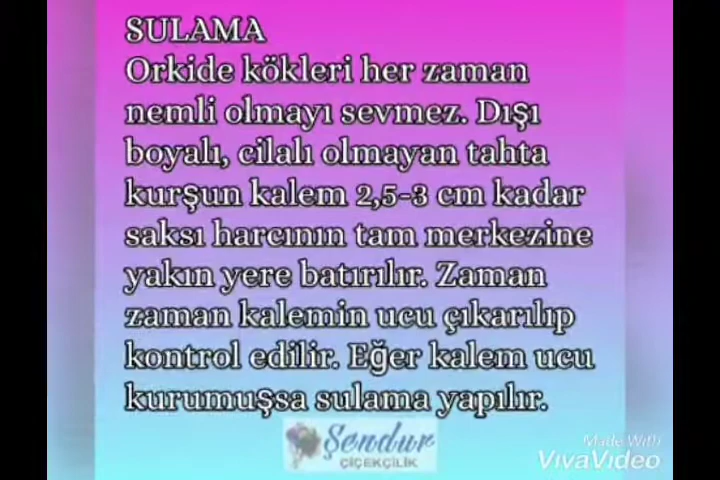 SULAMA
Orkide kökleri her zaman
nemli olmayı sevmez. Dışı
boyalı, cilalı olmayan tahta
kurşun kalem 2,5-3 cm kadar
saksı harcının tam merkezine
yakın yere batırılır. Zaman
zaman kalemin ucu çıkarılıp
kontrol edilir. Eğer kalem ucu
kurumuşsa sulama yapılır.
Şendur
ÇİÇEKÇİLİK
Made With
VivaVideo